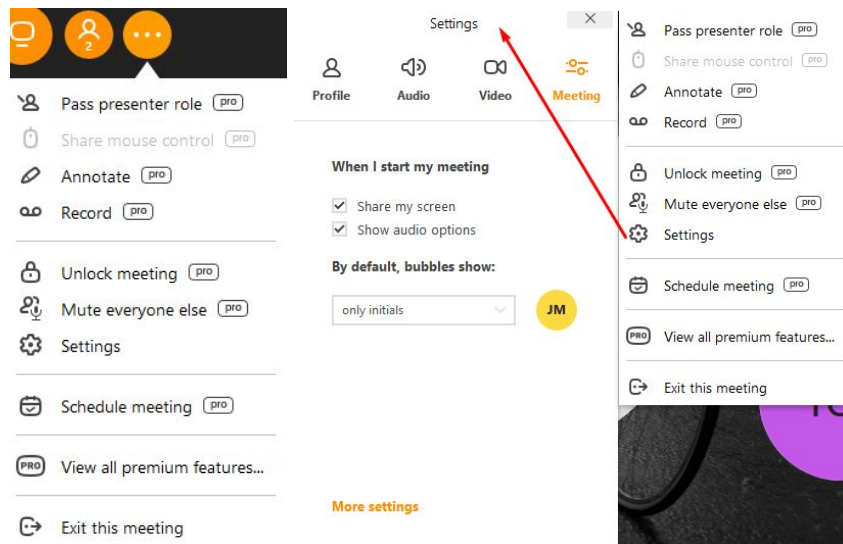 2
Pass presenter role pro
Share mouse control pro
Annotate pro
Record pro
Unlock meeting pro
Mute everyone else pro
Settings
Schedule meeting pro
PRO View all premium features...
Exit this meeting
Settings
Profile Audio Video Meeting
When I start my meeting
Share my screen
Show audio options
By default, bubbles show:
only initials JM
More settings
Pass presenter role pro
Share mouse control pro
Annotate pro
Record pro
Unlock meeting pro
Mute everyone else pro
Settings
Schedule meeting pro
PRO View all premium features...
Exit this meeting